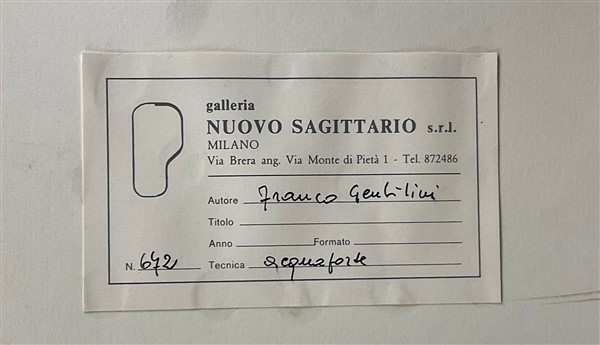 galleria
NUOVO SAGITTARIO s.r.l.
MILANO
Via Brera ang. Via Monte di Pietà 1 - Tel. 872486
Autore Franco Gentilini
Titolo
Anno Formato
N. 672 Tecnica acquaforte